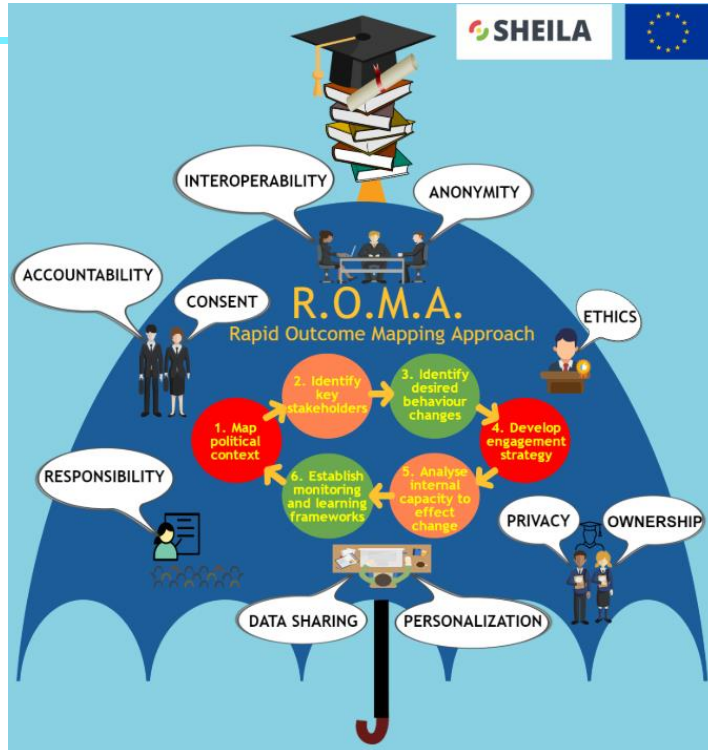 SHEILA
INTEROPERABILITY
ANONYMITY
ACCOUNTABILITY
CONSENT
R.O.M.A.
Rapid Outcome Mapping Approach
ETHICS
1. Map
political
context
2. Identify
key
stakeholders
3. Identify
desired
behaviour
changes
4. Develop
engagement
strategy
5. Analyse
internal
capacity to
effect
change
6. Establish
monitoring
and learning
frameworks
RESPONSIBILITY
PRIVACY
OWNERSHIP
DATA SHARING
PERSONALIZATION